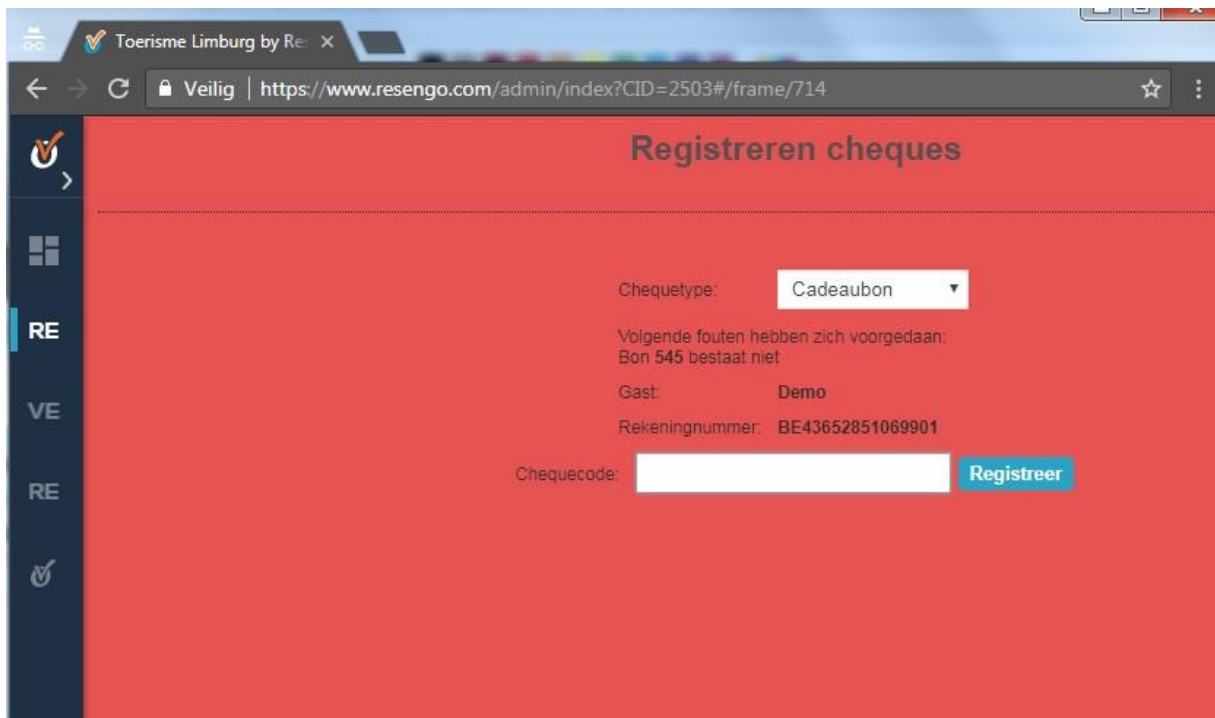 Toerisme Limburg by Re
Veilig | https://www.resengo.com/admin/index?CID=2503#/frame/714
Registreren cheques
Chequetype: Cadeaubon
RE
Volgende fouten hebben zich voorgedaan:
Bon 545 bestaat niet
Gast: Demo
VE
Rekeningnummer: BE43652851069901
Chequecode: Registreer
RE